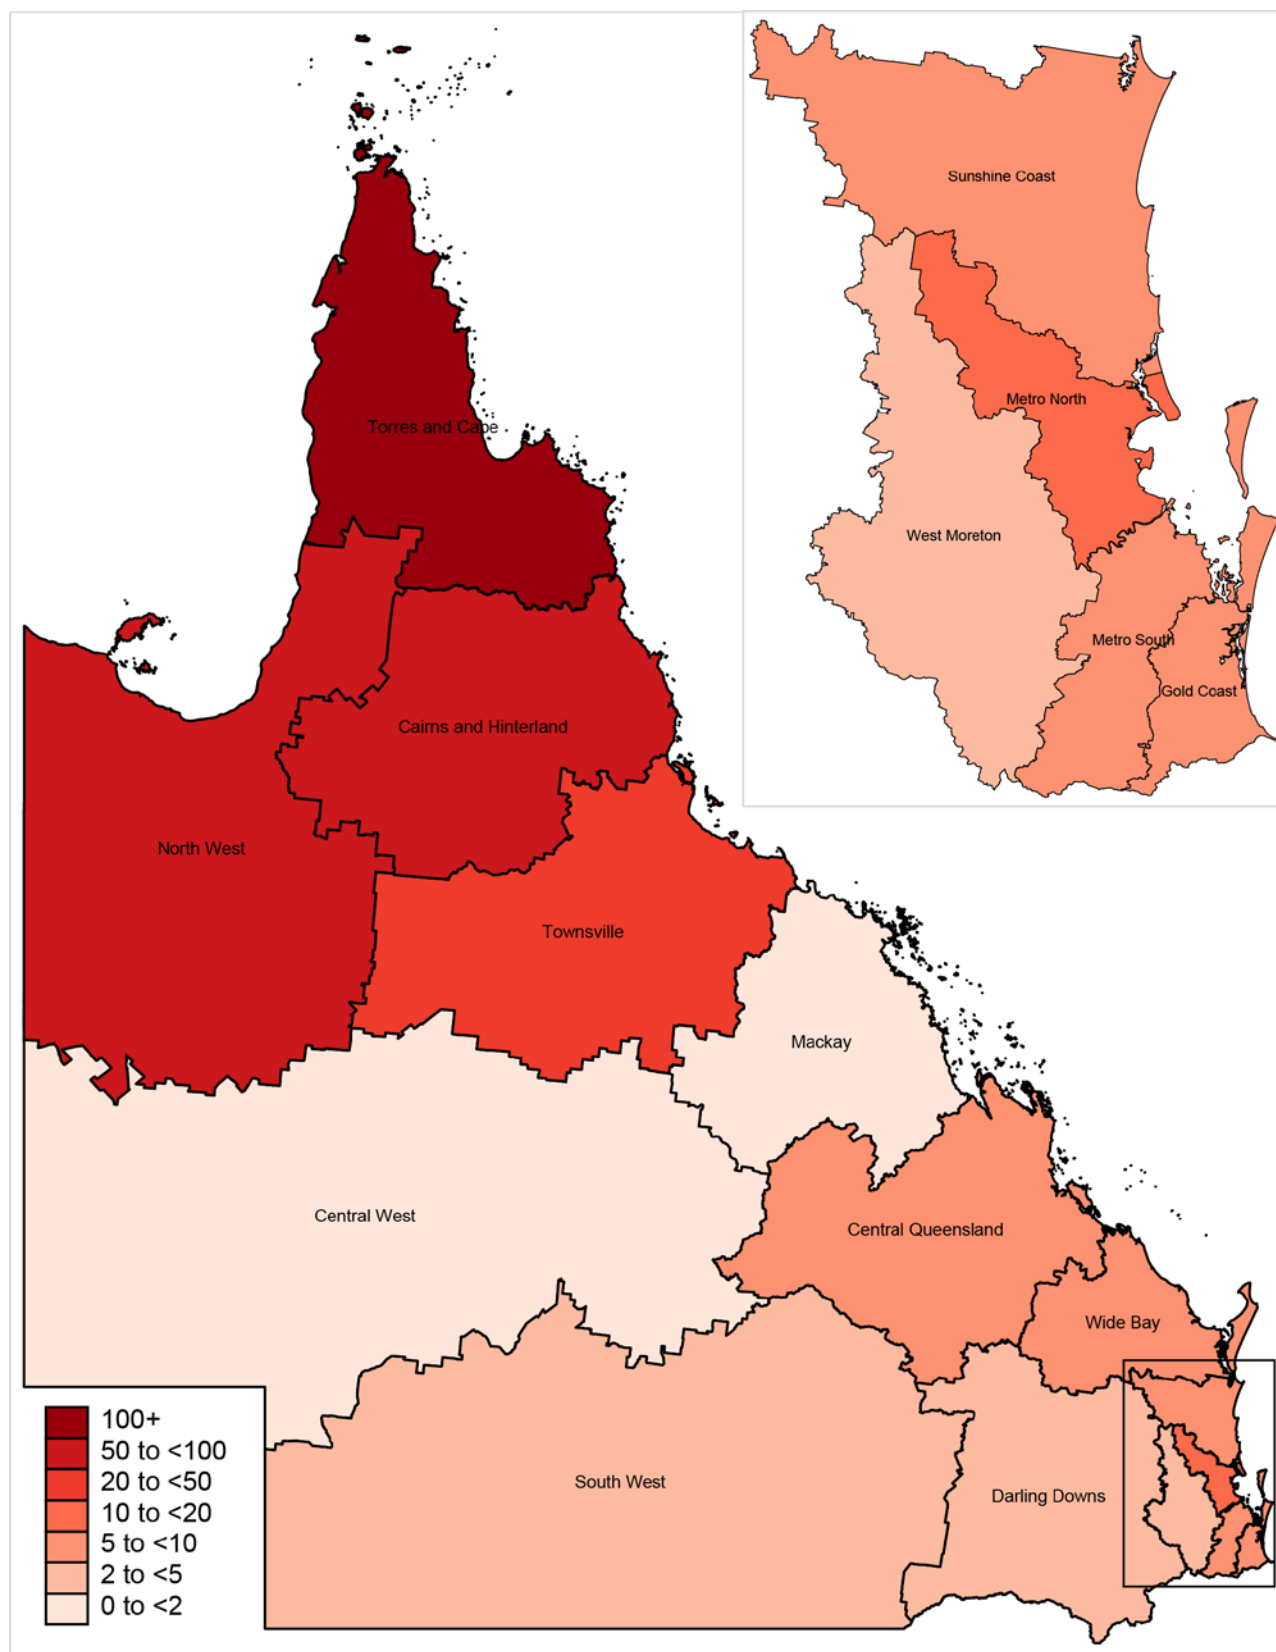 Sunshine Coast
Metro North
Torres and Cape
West Moreton
Metro South
Gold Coast
Cairns and Hinterland
North West
Townsville
Mackay
Central West
Central Queensland
Wide Bay
South West
Darling Downs
100+
50 to <100
20 to <50
10 to <20
5 to <10
2 to <5
0 to <2